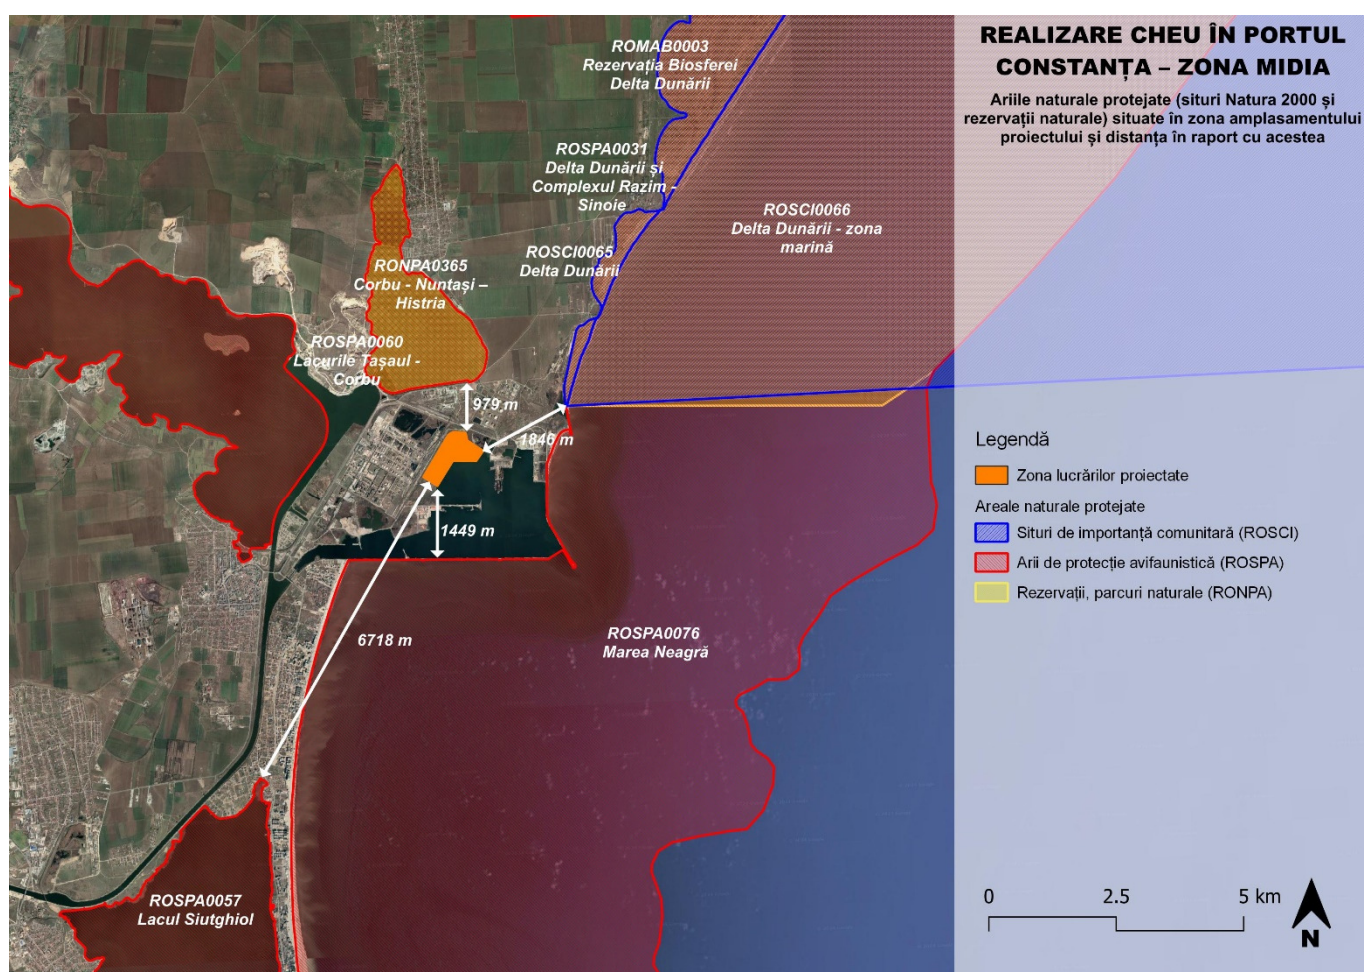 REALIZARE CHEU ÎN PORTUL
CONSTANȚA – ZONA MIDIA
Ariile naturale protejate (situri Natura 2000 și
rezervații naturale) situate în zona amplasamentului
proiectului și distanța în raport cu acestea
ROMAB0003
Rezervația Biosferei
Delta Dunării
ROSPA0031
Delta Dunării și
Complexul Razim -
Sinoie
ROSCI0066
Delta Dunării - zona
marină
ROSCI0065
Delta Dunării
RONPA0365
Corbu - Nuntași –
Histria
ROSPA0060
Lacurile Tașaul -
Corbu
979 m
1846 m
1449 m
6718 m
ROSPA0076
Marea Neagră
ROSPA0057
Lacul Siutghiol
Legendă
Zona lucrărilor proiectate
Areale naturale protejate
Situri de importanță comunitară (ROSCI)
Arii de protecție avifaunistică (ROSPA)
Rezervații, parcuri naturale (RONPA)
0 2.5 5 km
N